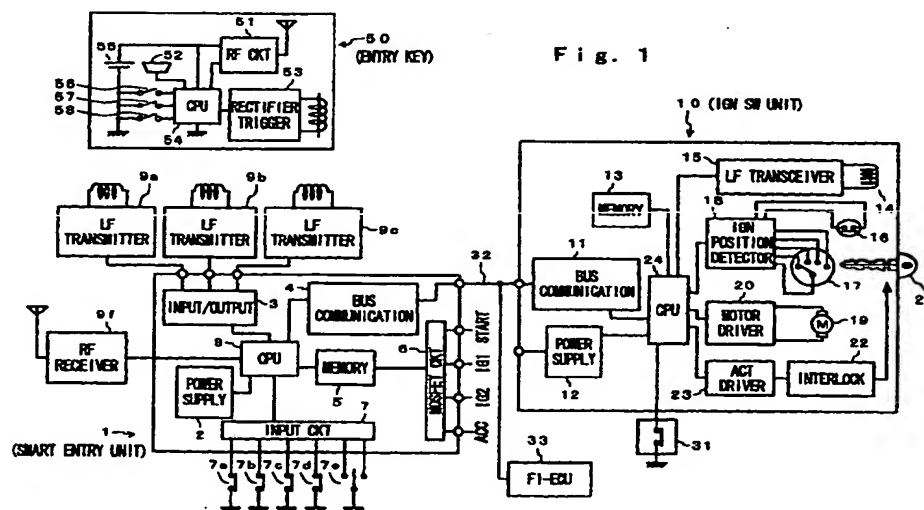 Fig. 1
50
(ENTRY KEY)
51
RF CKT
55
52
53
56
57
58
CPU
54
RECTIFIER
TRIGGER
10 (IGN SW UNIT)
15
LF TRANSCEIVER
14
13
MEMORY
18
IGN
POSITION
DETECTOR
16
17
11
BUS
COMMUNICATION
24
CPU
20
MOTOR
DRIVER
M
19
12
POWER
SUPPLY
23
ACT
DRIVER
22
INTERLOCK
31
32
33
FI-ECU
9a
LF
TRANSMITTER
9b
LF
TRANSMITTER
LF
TRANSMITTER
9c
INPUT/OUTPUT
3
4
BUS
COMMUNICATION
9f
RF
RECEIVER
CPU
MEMORY
5
6
MOSFET CKT
START
IG1
IG2
ACC
POWER
SUPPLY
2
INPUT CKT
7
1
(SMART ENTRY UNIT)
7a
7b
7c
7d
7e